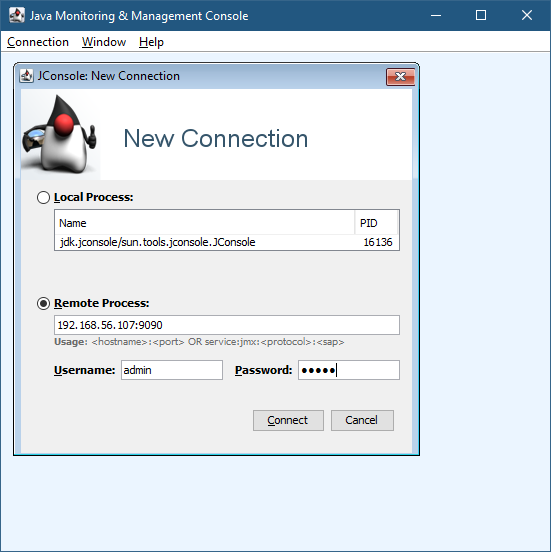 Java Monitoring & Management Console
Connection Window Help
JConsole: New Connection
New Connection
Local Process:
Name PID
jdk.jconsole/sun.tools.jconsole.JConsole 16136
Remote Process:
192.168.56.107:9090
Usage: <hostname>:<port> OR service:jmx:<protocol>:<sap>
Username: admin Password: •••••
Connect Cancel